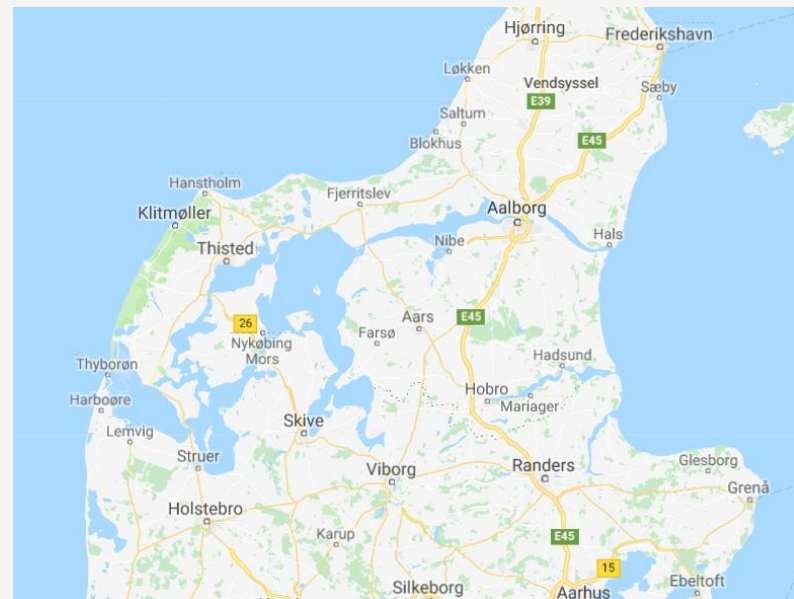 Hjørring
Frederikshavn
Løkken
Vendsyssel
Sæby
E39
Saltum
Blokhus
E45
Hanstholm
Fjerritslev
Klitmøller
Aalborg
Thisted
Nibe
Hals
26
E45
Aars
Nykøbing
Mors
Farsø
Hadsund
Thyborøn
Hobro
Harboøre
Mariager
Skive
Lemvig
Struer
Viborg
Randers
Glesborg
Grenå
Holstebro
Karup
E45
15
Silkeborg
Aarhus
Ebeltoft